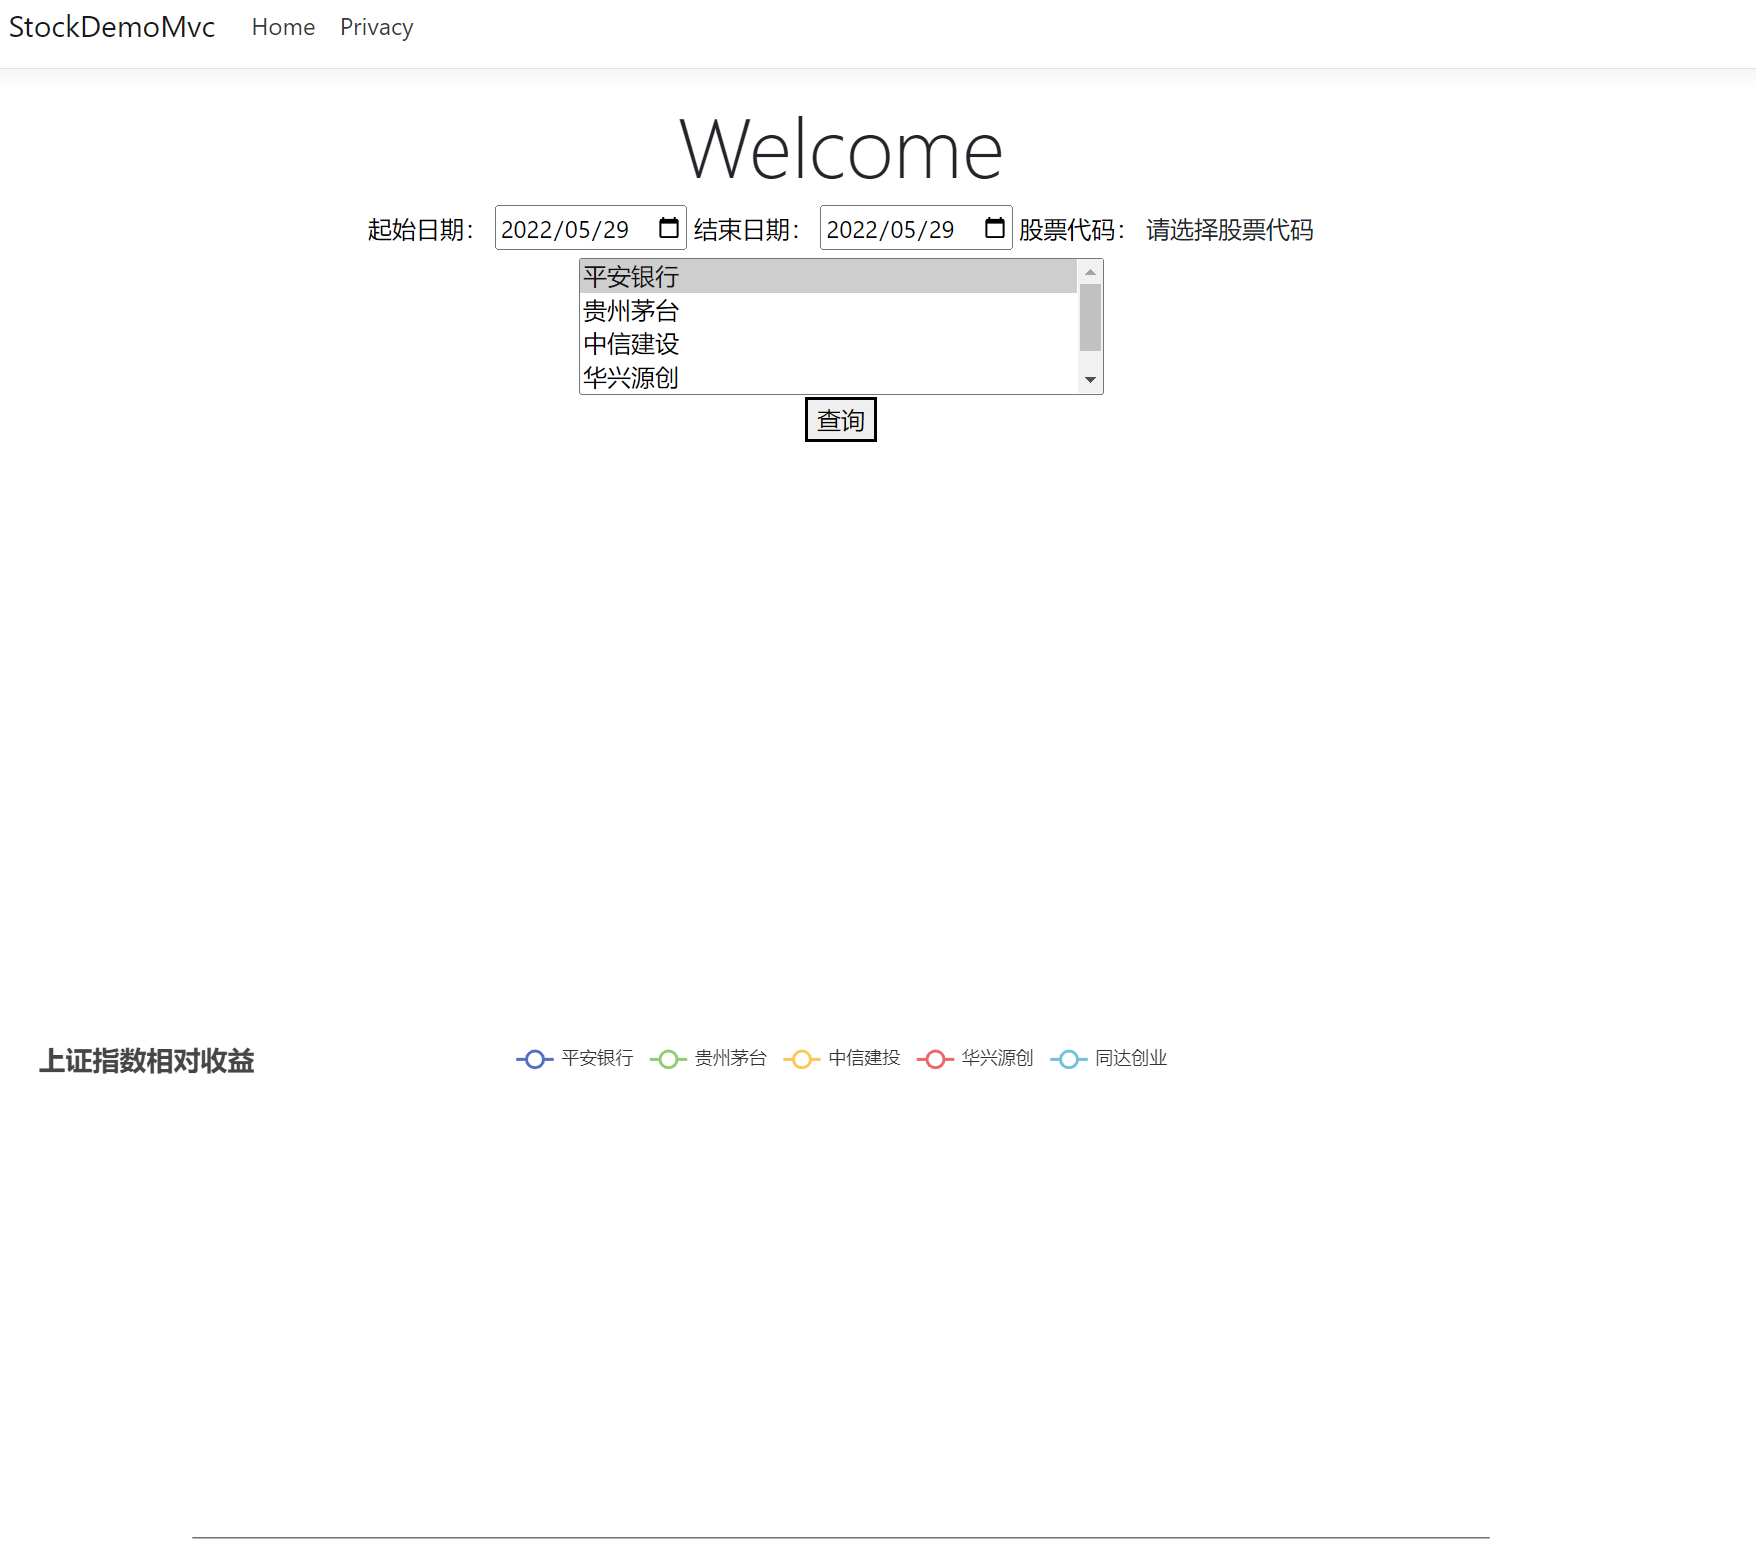 StockDemoMvc Home Privacy
Welcome
起始日期： 2022/05/29 结束日期： 2022/05/29 股票代码： 请选择股票代码
平安银行
贵州茅台
中信建设
华兴源创
查询
上证指数相对收益 平安银行 贵州茅台 中信建投 华兴源创 同达创业